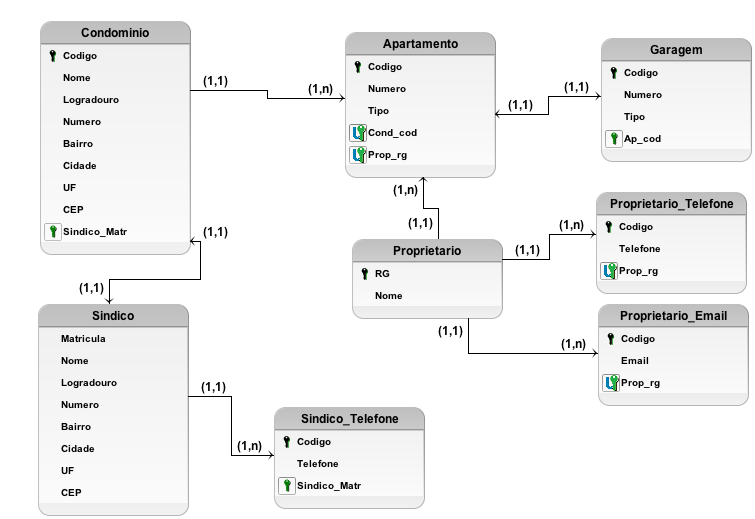 Condominio
Codigo
Nome
Logradouro
Numero
Bairro
Cidade
UF
CEP
Sindico_Matr
(1,1)
(1,n)
Apartamento
Codigo
Numero
Tipo
Cond_cod
Prop_rg
(1,1)
(1,1)
Garagem
Codigo
Numero
Tipo
Ap_cod
(1,n)
(1,1)
Proprietario
RG
Nome
(1,1)
(1,n)
Proprietario_Telefone
Codigo
Telefone
Prop_rg
(1,1)
(1,n)
Proprietario_Email
Codigo
Email
Prop_rg
(1,1)
(1,1)
Sindico
Matricula
Nome
Logradouro
Numero
Bairro
Cidade
UF
CEP
(1,1)
(1,n)
Sindico_Telefone
Codigo
Telefone
Sindico_Matr